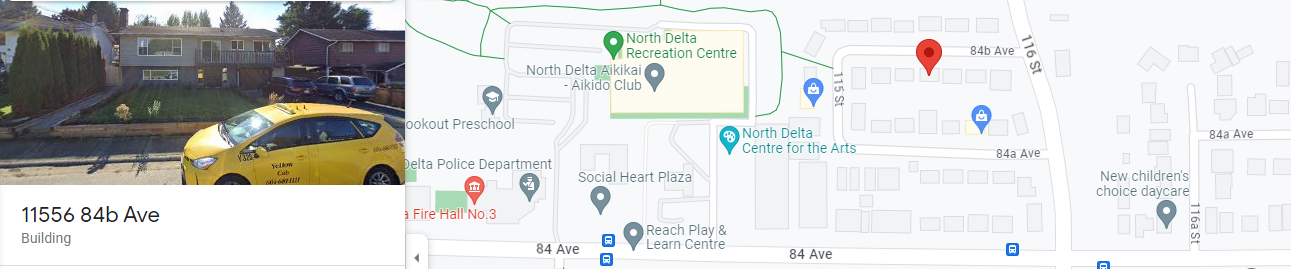 Yellow
Cab
604-681-1111
11556 84b Ave
Building
North Delta
Recreation Centre
North Delta Aikikai
- Aikido Club
ookout Preschool
Delta Police Department
a Fire Hall No.3
Social Heart Plaza
Reach Play &
Learn Centre
North Delta
Centre for the Arts
84 Ave
84 Ave
115 St
84b Ave
116 St
84a Ave
84a Ave
New children's
choice daycare
116a St